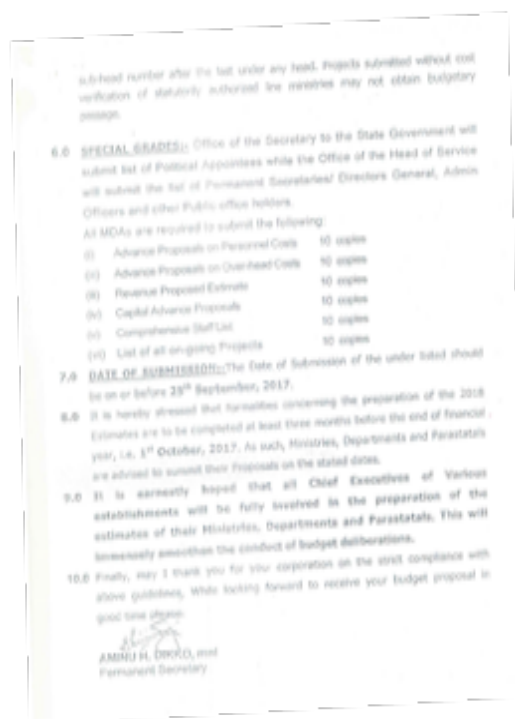 sub-head number after the last under any head. Projects submitted without cost
verification of statutorily authorised line ministries may not obtain budgetary
passage.
6.0 SPECIAL GRADES:- Office of the Secretary to the State Government will
submit list of Political Appointees while the Office of the Head of Service
will submit the list of Permanent Secretaries/ Directors General, Admin
Officers and other Public office holders.
All MDAs are required to submit the following:
(i) Advance Proposals on Personnel Costs 10 copies
(ii) Advance Proposals on Overhead Costs 10 copies
(iii) Revenue Proposed Estimate 10 copies
(iv) Capital Advance Proposals 10 copies
(v) Comprehensive Staff List 10 copies
(vi) List of all on-going Projects 10 copies
7.0 DATE OF SUBMISSION:-The Date of Submission of the under listed should
be on or before 25th September, 2017.
8.0 It is hereby stressed that formalities concerning the preparation of the 2018
Estimates are to be completed at least three months before the end of financial
year, i.e. 1st October, 2017. As such, Ministries, Departments and Parastatals
are advised to summit their Proposals on the stated dates.
9.0 It is earnestly hoped that all Chief Executives of Various
establishments will be fully involved in the preparation of the
estimates of their Ministries, Departments and Parastatals. This will
immensely smoothen the conduct of budget deliberations.
10.0 Finally, may I thank you for your corporation on the strict compliance with
above guidelines, While looking forward to receive your budget proposal in
good time please.
AMINU H. DIKKO, mni
Permanent Secretary